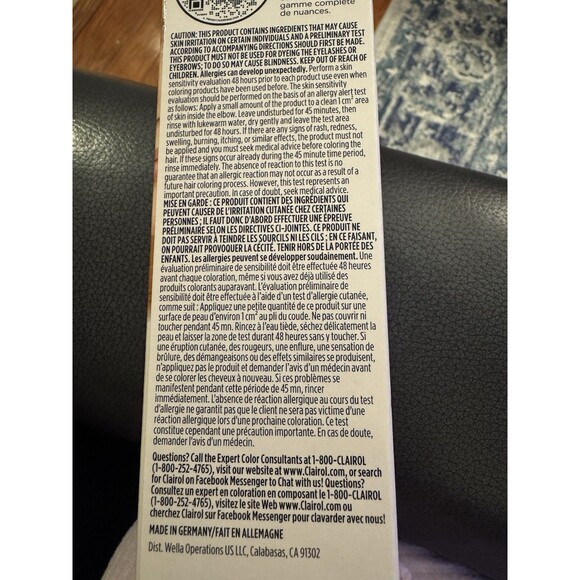 gamme complète
de nuances.
CAUTION: THIS PRODUCT CONTAINS INGREDIENTS THAT MAY CAUSE
SKIN IRRITATION ON CERTAIN INDIVIDUALS AND A PRELIMINARY TEST
ACCORDING TO ACCOMPANYING DIRECTIONS SHOULD FIRST BE MADE.
THIS PRODUCT MUST NOT BE USED FOR DYEING THE EYELASHES OR
EYEBROWS; TO DO SO MAY CAUSE BLINDNESS. KEEP OUT OF REACH OF
CHILDREN. Allergies can develop unexpectedly. Perform a skin
sensitivity evaluation 48 hours prior to each product use even when
coloring products have been used before. The skin sensitivity
evaluation should be performed on the basis of an allergy alert test
as follows: Apply a small amount of the product to a clean 1 cm² area
of skin inside the elbow. Leave undisturbed for 45 minutes, then
rinse with lukewarm water, dry gently and leave the test area
undisturbed for 48 hours. If there are any signs of rash, redness,
swelling, burning, itching, or similar effects, the product must not
be applied and you must seek medical advice before coloring the
hair. If these signs occur already during the 45 minute time period,
rinse immediately. The absence of reaction to this test is no
guarantee that an allergic reaction may not occur as a result of a
future hair coloring process. However, this test represents an
important precaution. In case of doubt, seek medical advice.
MISE EN GARDE : CE PRODUIT CONTIENT DES INGRÉDIENTS QUI
PEUVENT CAUSER DE L'IRRITATION CUTANÉE CHEZ CERTAINES
PERSONNES ; IL FAUT DONC D'ABORD EFFECTUER UNE ÉPREUVE
PRÉLIMINAIRE SELON LES DIRECTIVES CI-JOINTES. CE PRODUIT NE
DOIT PAS SERVIR À TEINDRE LES SOURCILS NI LES CILS ; EN CE FAISANT,
ON POURRAIT PROVOQUER LA CÉCITÉ. TENIR HORS DE LA PORTÉE DES
ENFANTS. Les allergies peuvent se développer soudainement. Une
évaluation préliminaire de sensibilité doit être effectuée 48 heures
avant chaque coloration, même si vous avez déjà utilisé des
produits colorants auparavant. L'évaluation préliminaire de
sensibilité doit être effectuée à l'aide d'un test d'allergie cutanée,
comme suit : Appliquez une petite quantité de ce produit sur une
surface de peau d'environ 1 cm² au pli du coude. Ne pas couvrir ni
toucher pendant 45 mn. Rincez à l'eau tiède, séchez délicatement la
peau et laisser la zone de test durant 48 heures sans y toucher. Si
une éruption cutanée, des rougeurs, une enflure, une sensation de
brûlure, des démangeaisons ou des effets similaires se produisent,
n'appliquez pas le produit et demander l'avis d'un médecin avant
de se colorer les cheveux à nouveau. Si ces problèmes se
manifestent pendant cette période de 45 mn, rincer
immédiatement. L'absence de réaction allergique au cours du test
d'allergie ne garantit pas que le client ne sera pas victime d'une
réaction allergique lors d'une prochaine coloration. Ce test
constitue cependant une précaution importante. En cas de doute,
demander l'avis d'un médecin.
Questions? Call the Expert Color Consultants at 1-800-CLAIROL
(1-800-252-4765), visit our website at www.Clairol.com, or search
for Clairol on Facebook Messenger to Chat with us! Questions?
Consultez un expert en coloration en composant le 1-800-CLAIROL
(1-800-252-4765), visitez le site Web www.Clairol.com ou
cherchez Clairol sur Facebook Messenger pour clavarder avec nous!
MADE IN GERMANY/FAIT EN ALLEMAGNE
Dist. Wella Operations US LLC, Calabasas, CA 91302